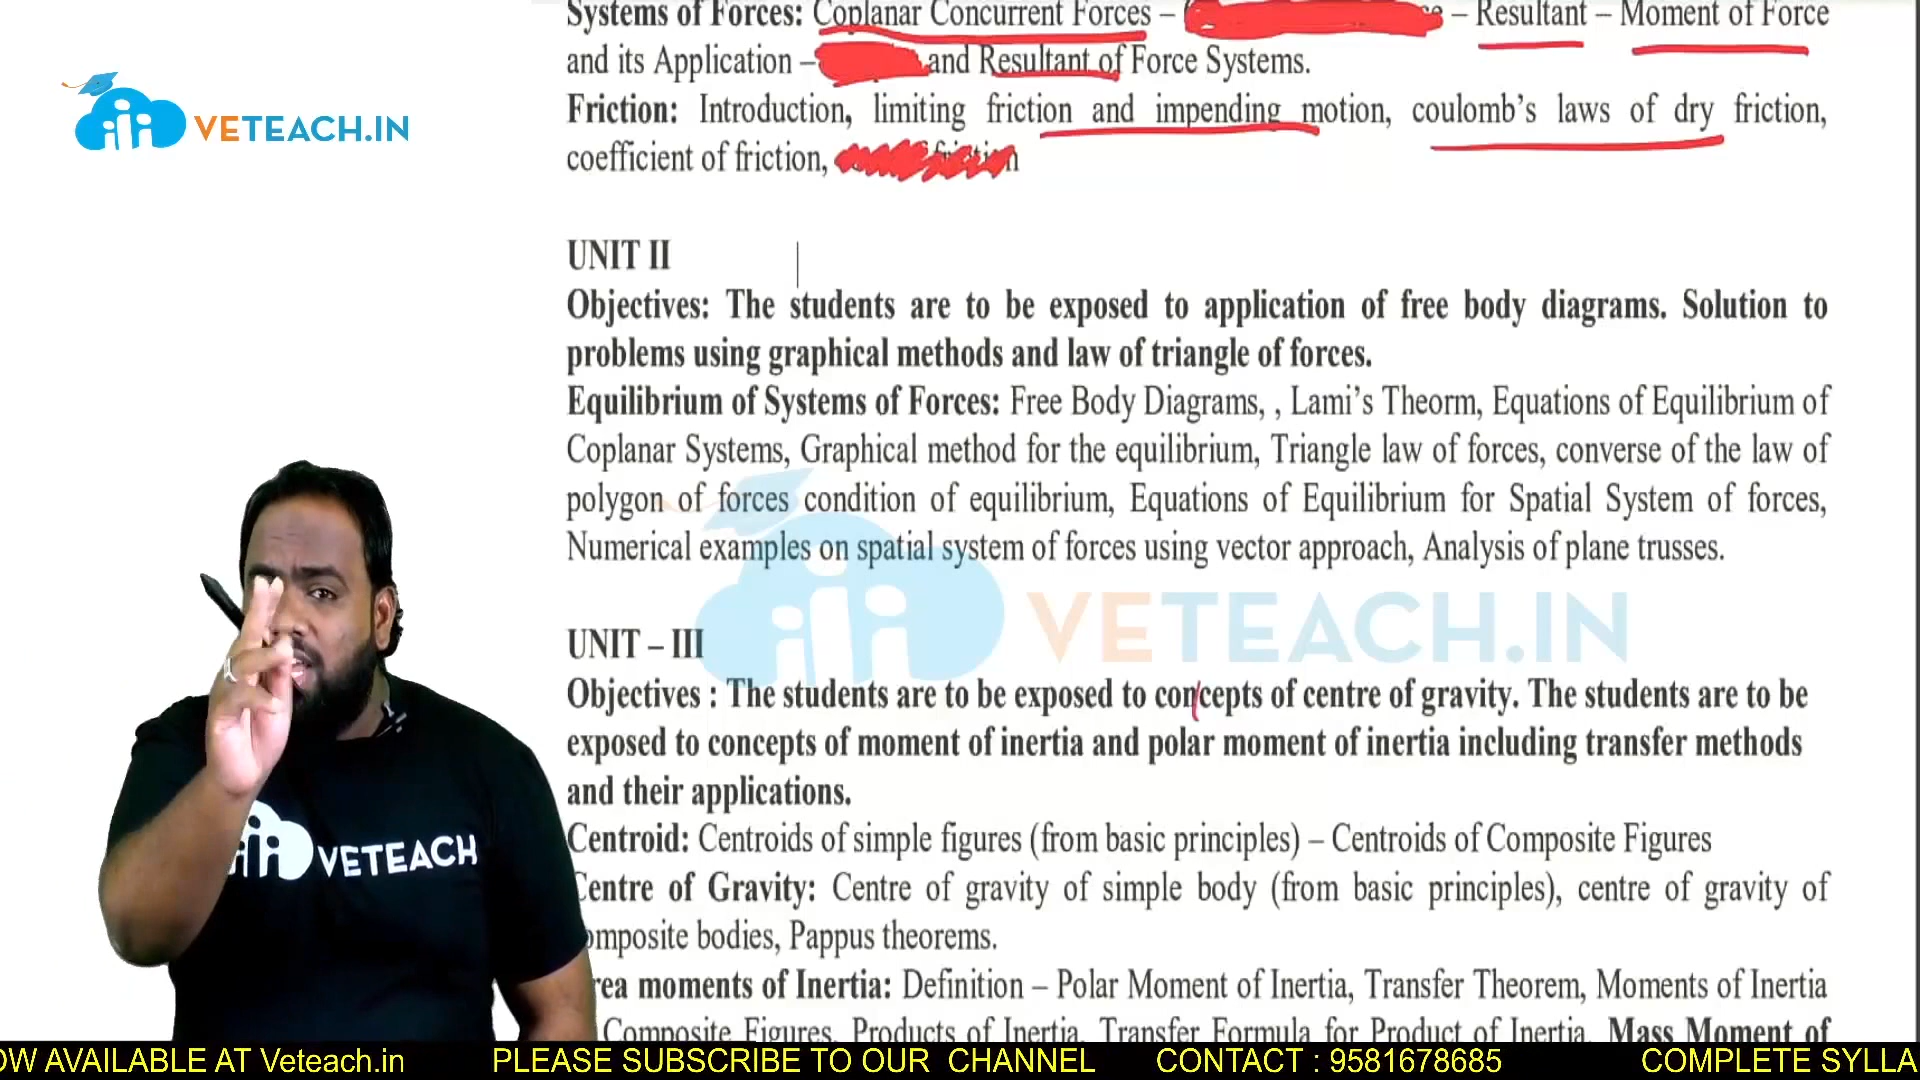 Systems of Forces: Coplanar Concurrent Forces – – Resultant – Moment of Force
and its Application – and Resultant of Force Systems.
Friction: Introduction, limiting friction and impending motion, coulomb's laws of dry friction,
coefficient of friction, friction
VETEACH.IN
UNIT II
Objectives: The students are to be exposed to application of free body diagrams. Solution to
problems using graphical methods and law of triangle of forces.
Equilibrium of Systems of Forces: Free Body Diagrams, , Lami's Theorm, Equations of Equilibrium of
Coplanar Systems, Graphical method for the equilibrium, Triangle law of forces, converse of the law of
polygon of forces condition of equilibrium, Equations of Equilibrium for Spatial System of forces,
Numerical examples on spatial system of forces using vector approach, Analysis of plane trusses.
VETEACH.IN
UNIT – III
Objectives : The students are to be exposed to concepts of centre of gravity. The students are to be
exposed to concepts of moment of inertia and polar moment of inertia including transfer methods
and their applications.
Centroid: Centroids of simple figures (from basic principles) – Centroids of Composite Figures
Centre of Gravity: Centre of gravity of simple body (from basic principles), centre of gravity of
omposite bodies, Pappus theorems.
rea moments of Inertia: Definition – Polar Moment of Inertia, Transfer Theorem, Moments of Inertia
Composite Figures, Products of Inertia, Transfer Formula for Product of Inertia. Mass Moment of
VETEACH
OW AVAILABLE AT Veteach.in PLEASE SUBSCRIBE TO OUR CHANNEL CONTACT : 9581678685 COMPLETE SYLLA